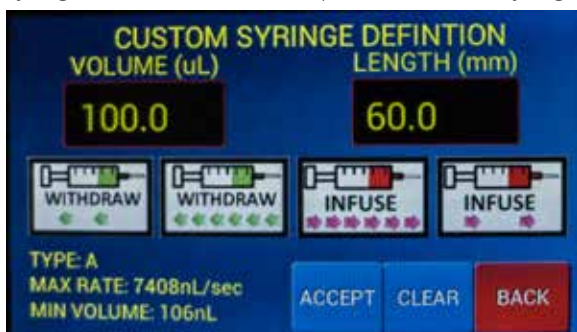 CUSTOM SYRINGE DEFINTION
VOLUME (uL) LENGTH (mm)
100.0 60.0
WITHDRAW WITHDRAW INFUSE INFUSE
TYPE: A
MAX RATE: 7408nL/sec
MIN VOLUME: 106nL
ACCEPT CLEAR BACK